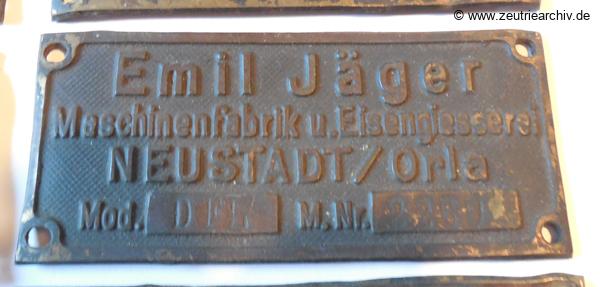 © www.zeutriearchiv.de
Emil Jäger
Maschinenfabrik u. Eisengiesserei
NEUSTADT/Orla
Mod. M. Nr.